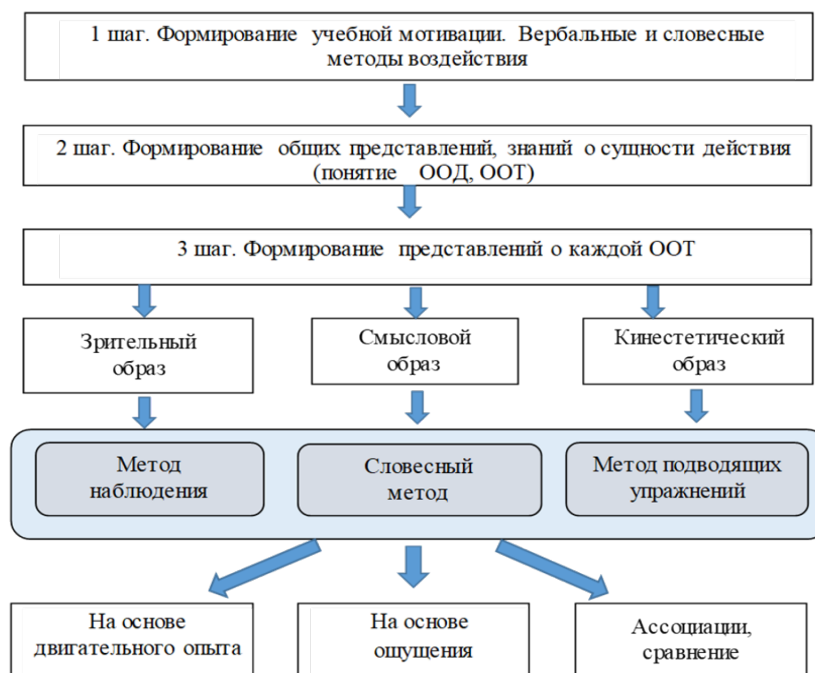 1 шаг. Формирование учебной мотивации. Вербальные и словесные
методы воздействия
2 шаг. Формирование общих представлений, знаний о сущности действия
(понятие ООД, ООТ)
3 шаг. Формирование представлений о каждой ООТ
Зрительный
образ
Смысловой
образ
Кинестетический
образ
Метод
наблюдения
Словесный
метод
Метод подводящих
упражнений
На основе
двигательного опыта
На основе
ощущения
Ассоциации,
сравнение